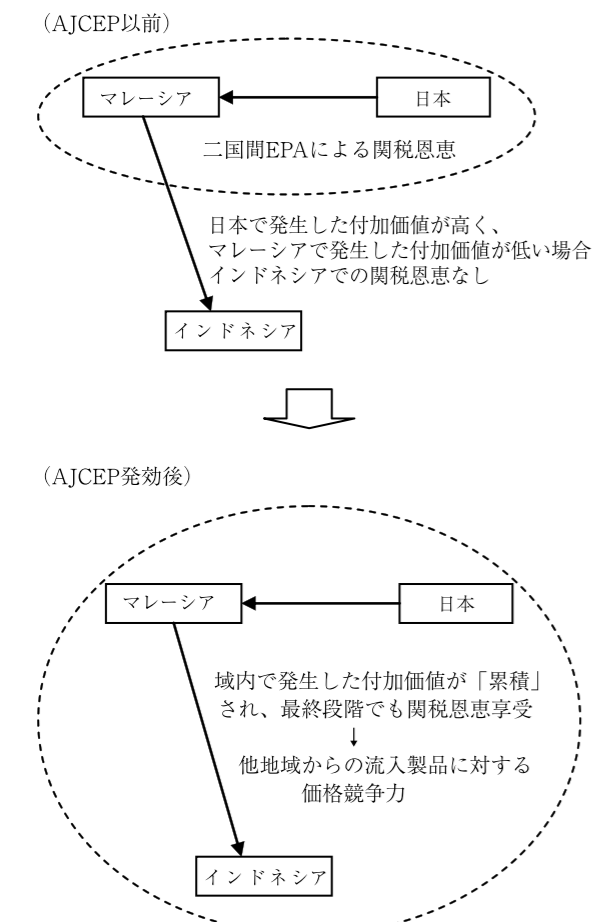 （AJCEP以前）
マレーシア
日本
二国間EPAによる関税恩恵
日本で発生した付加価値が高く、
マレーシアで発生した付加価値が低い場合
インドネシアでの関税恩恵なし
インドネシア
（AJCEP発効後）
マレーシア
日本
域内で発生した付加価値が「累積」
され、最終段階でも関税恩恵享受
↓
他地域からの流入製品に対する
価格競争力
インドネシア